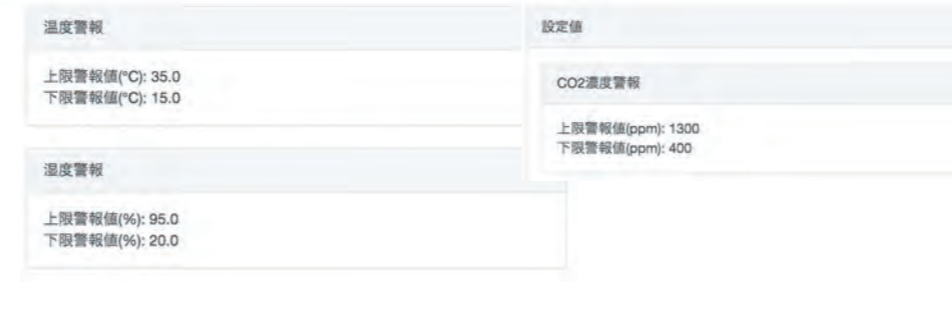 温度警報
上限警報値(°C): 35.0
下限警報値(°C): 15.0
湿度警報
上限警報値(%): 95.0
下限警報値(%): 20.0
設定値
CO2濃度警報
上限警報値(ppm): 1300
下限警報値(ppm): 400